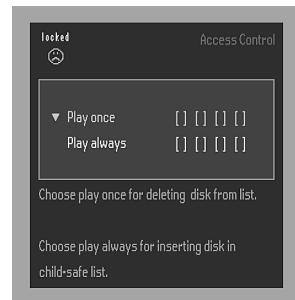 locked
Access Control
▼ Play once [ ] [ ] [ ] [ ]
Play always [ ] [ ] [ ] [ ]
Choose play once for deleting disk from list.
Choose play always for inserting disk in
child-safe list.